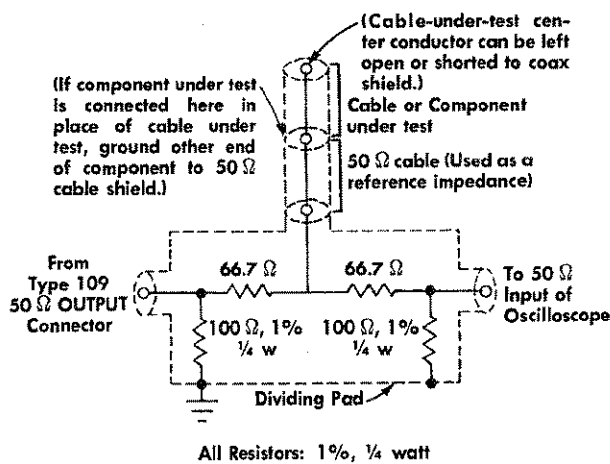 (Cable-under-test cen-
ter conductor can be left
open or shorted to coax
shield.)
(If component under test
is connected here in
place of cable under
test, ground other end
of component to 50 Ω
cable shield.)
Cable or Component
under test
50 Ω cable (Used as a
reference impedance)
From
Type 109
50 Ω OUTPUT
Connector
66.7 Ω
66.7 Ω
To 50 Ω
Input of
Oscilloscope
100 Ω, 1%
¼ w
100 Ω, 1%
¼ w
Dividing Pad
All Resistors: 1%, ¼ watt